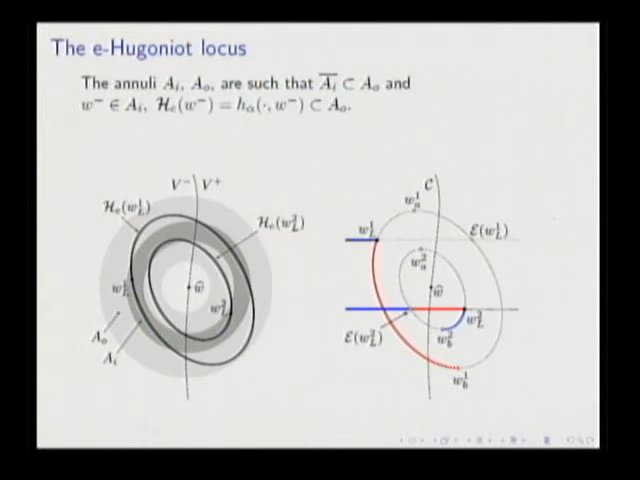 The e-Hugoniot locus
The annuli A_i, A_o, are such that \overline{A_i} ⊂ A_o and
w^- ∈ A_i, ℋ_e(w^-) = h_α(·, w^-) ⊂ A_o.
V^- V^+
ℋ_e(w_L^1)
ℋ_e(w_L^2)
w_L^1
ŵ
w_L^2
A_o
A_i
𝒞
w_a^1
w_L^1
ℰ(w_L^1)
w_a^2
ŵ
w_L^2
ℰ(w_L^2)
w_b^2
w_b^1